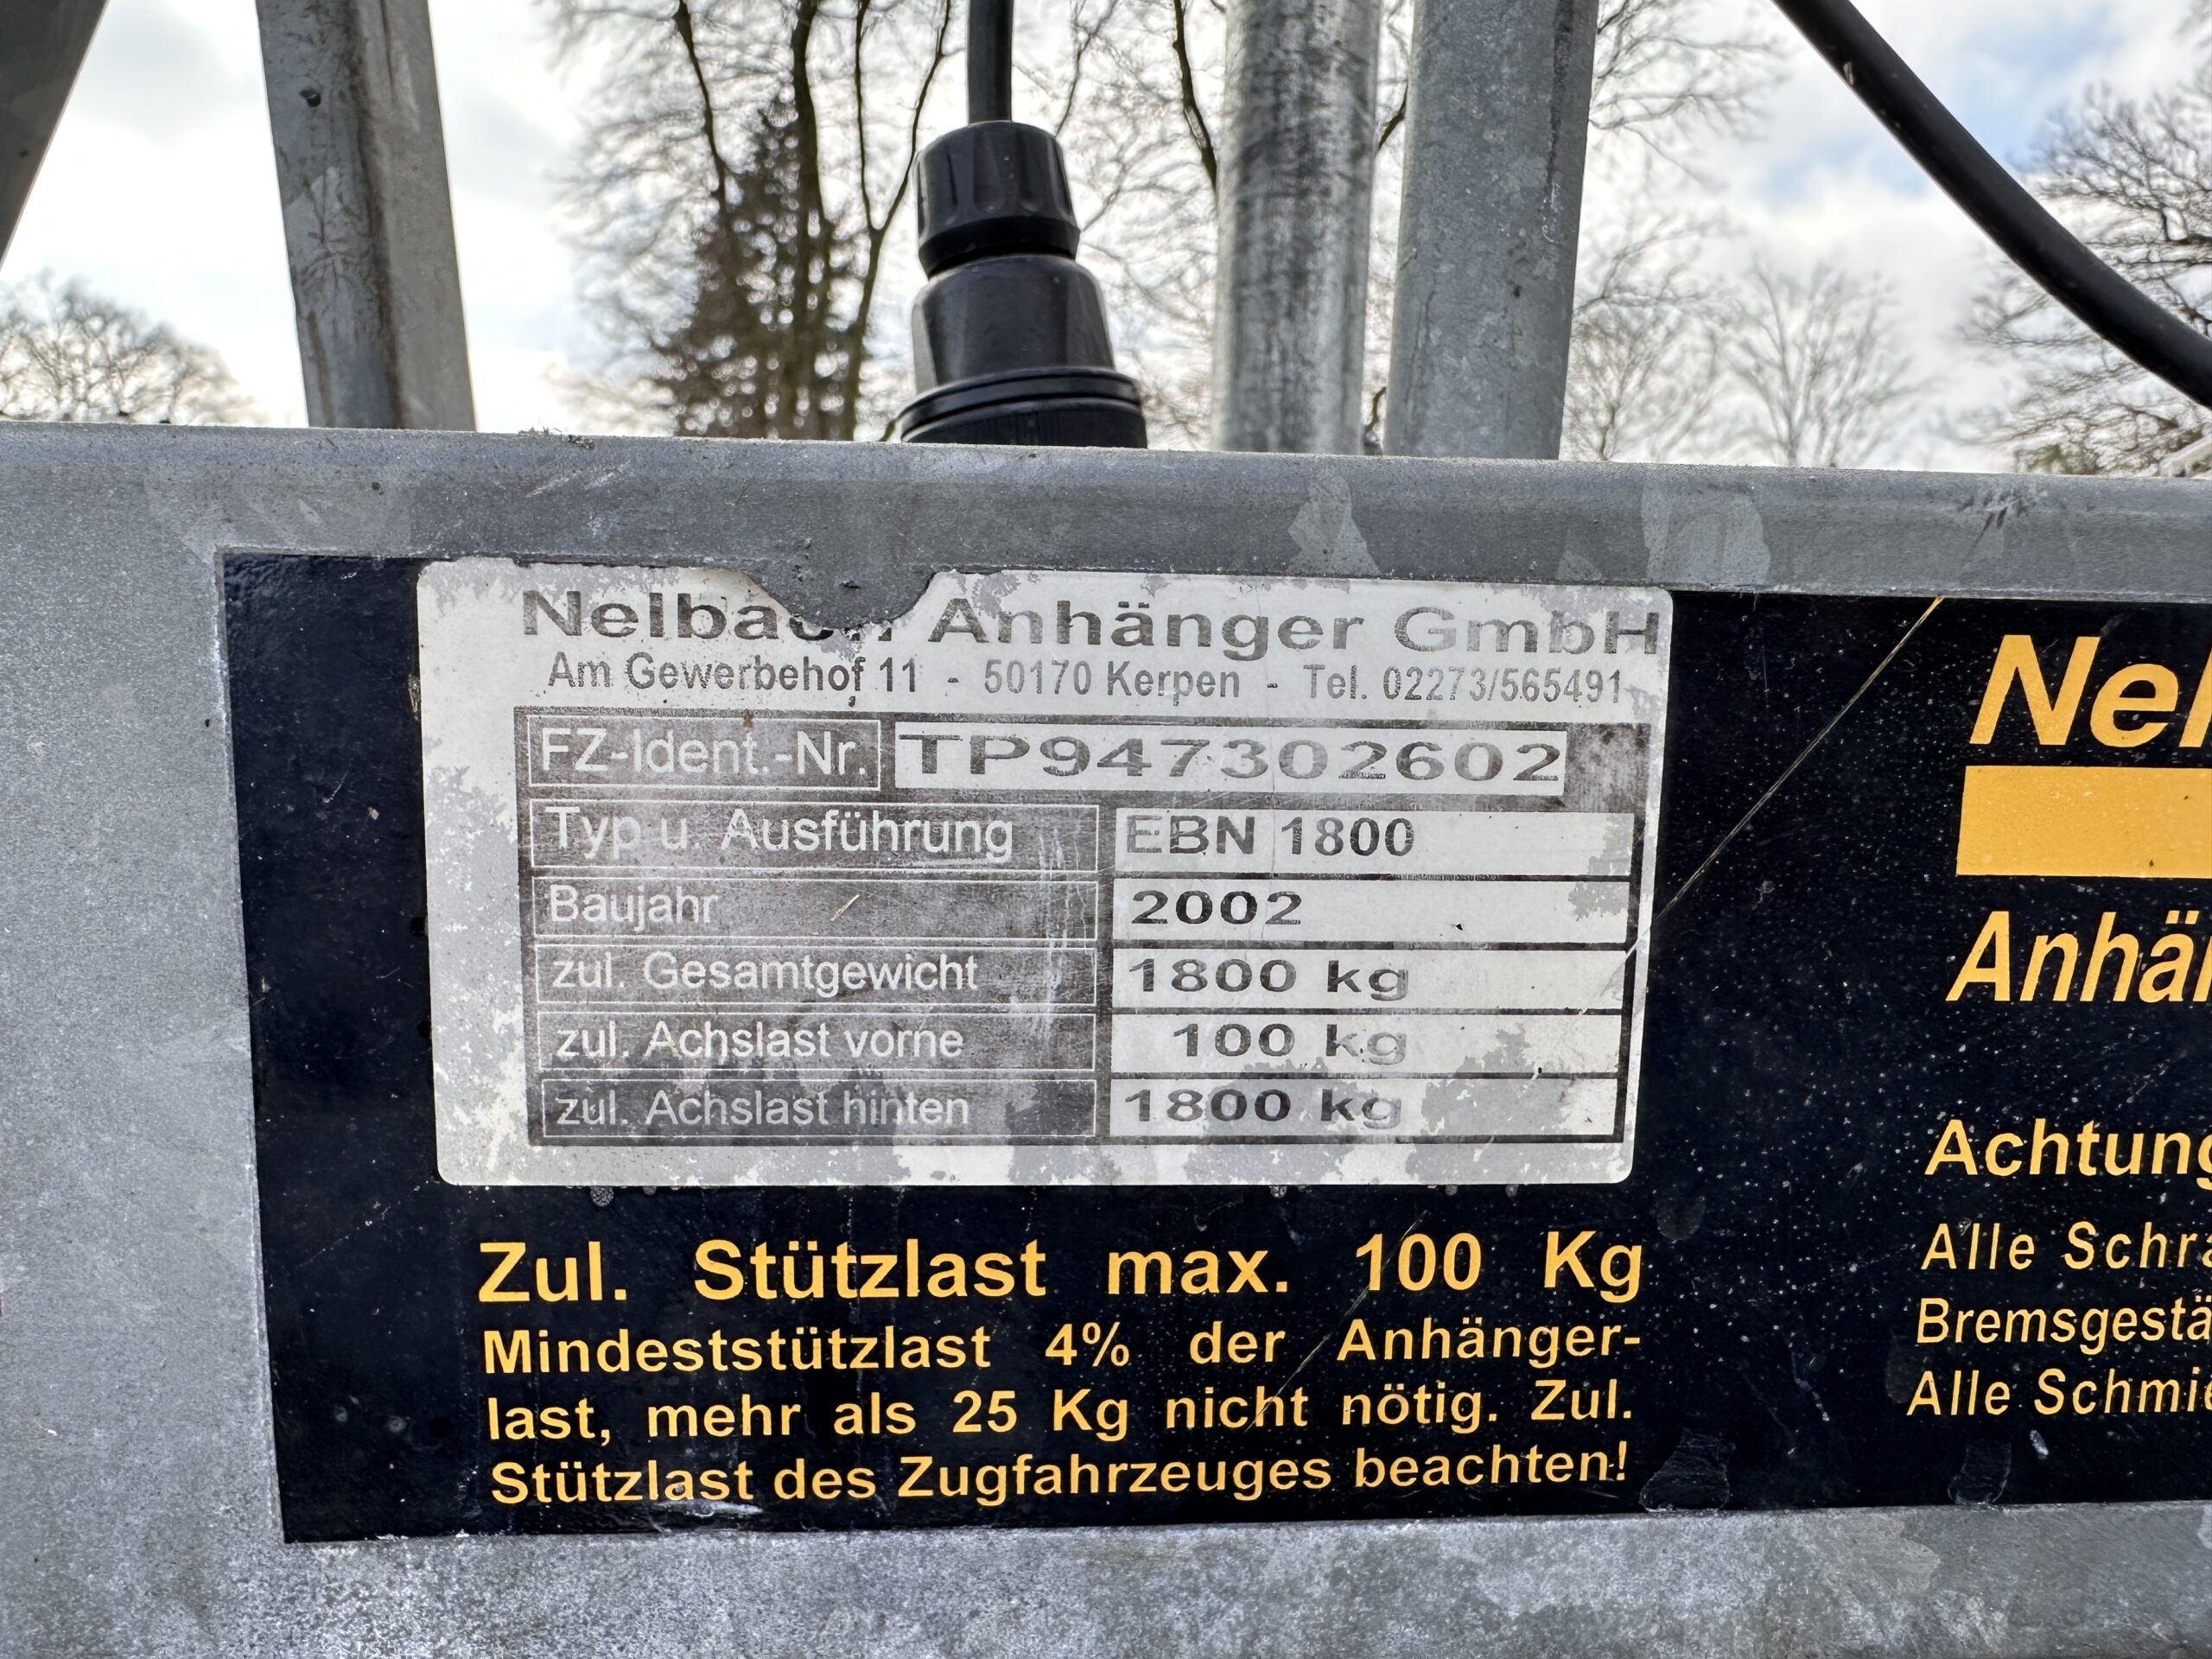 Nelbach Anhänger GmbH
Am Gewerbehof 11 - 50170 Kerpen - Tel. 02273/565491
FZ-Ident.-Nr. TP947302602
Typ u. Ausführung EBN 1800
Baujahr 2002
zul. Gesamtgewicht 1800 kg
zul. Achslast vorne 100 kg
zul. Achslast hinten 1800 kg
Zul. Stützlast max. 100 Kg
Mindeststützlast 4% der Anhänger-
last, mehr als 25 Kg nicht nötig. Zul.
Stützlast des Zugfahrzeuges beachten!
Nel
Anhä
Achtung
Alle Schra
Bremsgestä
Alle Schmie